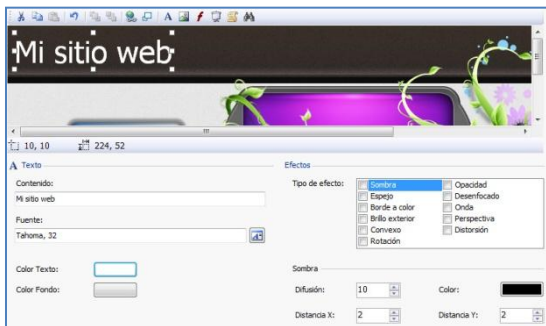 Mi sitio web
10, 10 224, 52
A Texto
Contenido:
Mi sitio web
Fuente:
Tahoma, 32
Color Texto:
Color Fondo:
Efectos
Tipo de efecto:
Sombra
Espejo
Borde a color
Brillo exterior
Convexo
Rotación
Opacidad
Desenfocado
Onda
Perspectiva
Distorsión
Sombra
Difusión: 10 Color:
Distancia X: 2 Distancia Y: 2